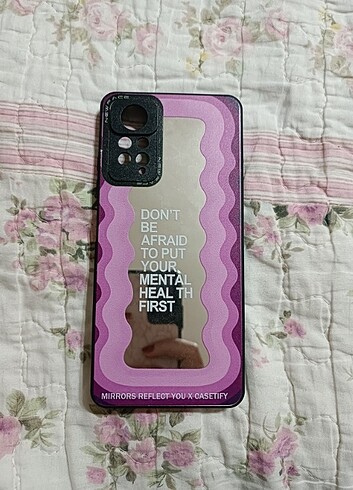 DON'T
BE
AFRAID
TO PUT
YOUR
MENTAL
HEAL TH
FIRST
MIRRORS REFLECT YOU X CASETIFY